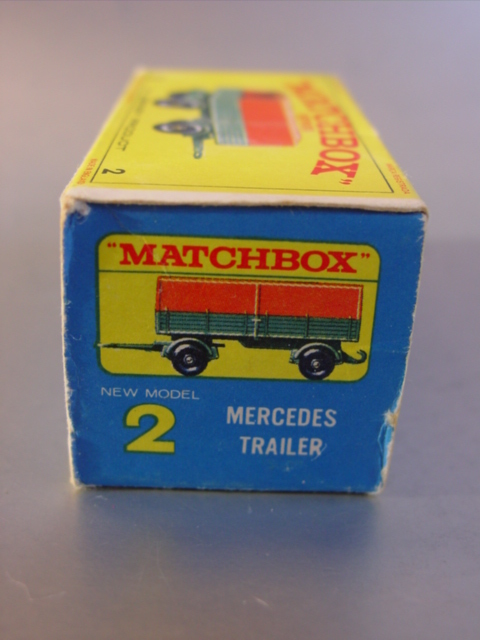 "MATCHBOX"
2
"MATCHBOX"
NEW MODEL
2
MERCEDES
TRAILER